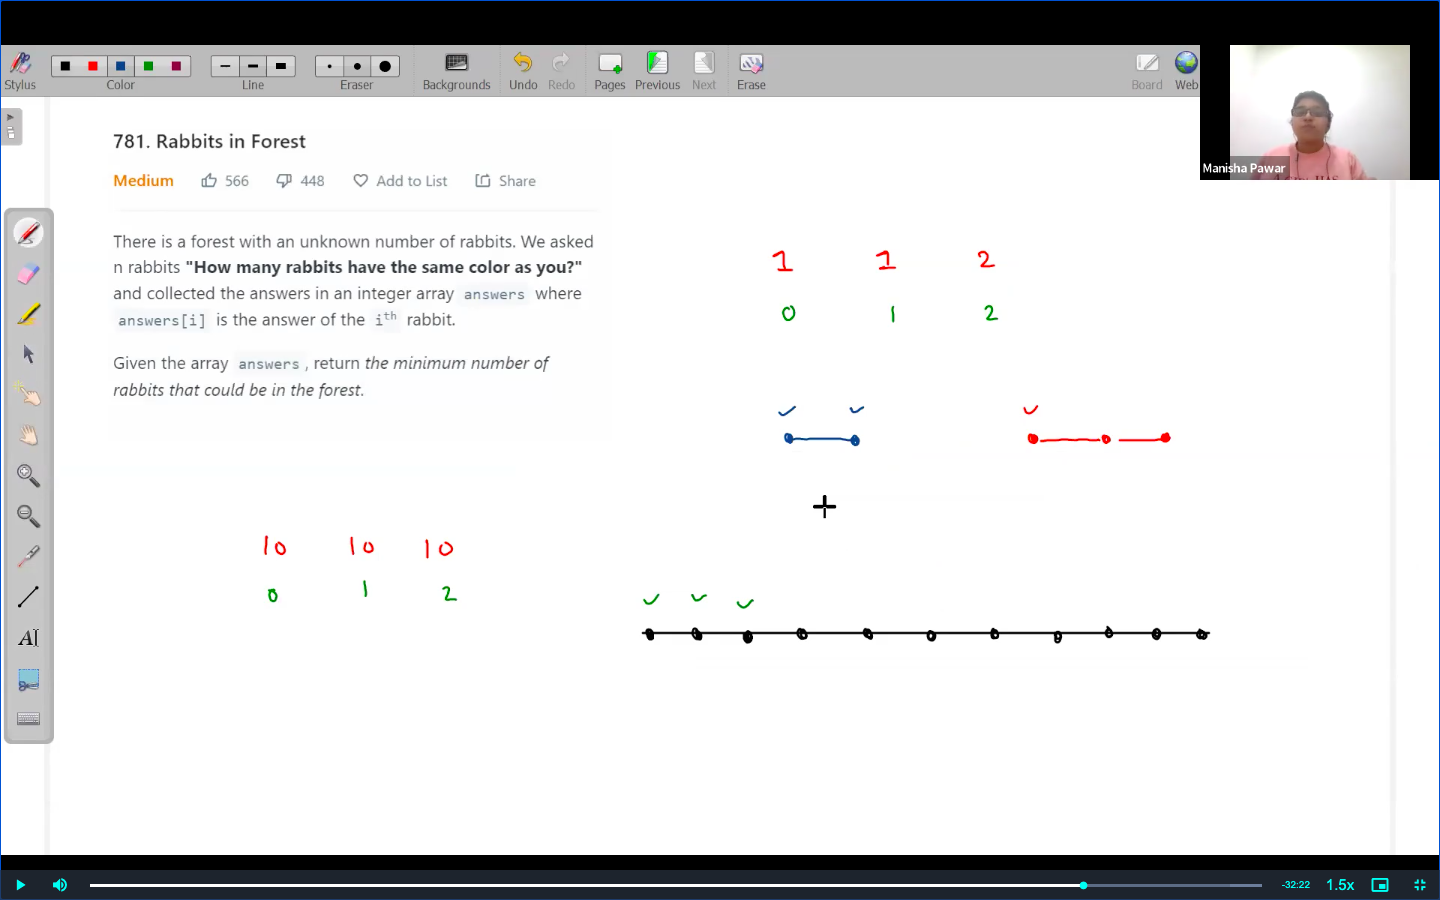 Stylus
Color
Line
Eraser
Backgrounds
Undo
Redo
Pages
Previous
Next
Erase
Board
Web
Manisha Pawar
781. Rabbits in Forest
Medium 566 448 Add to List Share
There is a forest with an unknown number of rabbits. We asked
n rabbits "How many rabbits have the same color as you?"
and collected the answers in an integer array answers where
answers[i] is the answer of the ith rabbit.
Given the array answers, return the minimum number of
rabbits that could be in the forest.
1 1 2
0 1 2
10 10 10
0 1 2
-32:22 1.5x